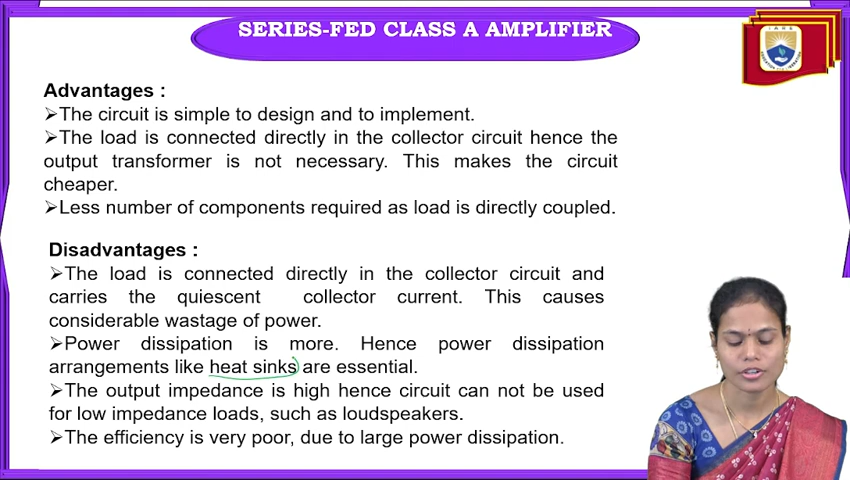 SERIES-FED CLASS A AMPLIFIER
Advantages :
➢The circuit is simple to design and to implement.
➢The load is connected directly in the collector circuit hence the
output transformer is not necessary. This makes the circuit
cheaper.
➢Less number of components required as load is directly coupled.
Disadvantages :
➢The load is connected directly in the collector circuit and
carries the quiescent collector current. This causes
considerable wastage of power.
➢Power dissipation is more. Hence power dissipation
arrangements like heat sinks are essential.
➢The output impedance is high hence circuit can not be used
for low impedance loads, such as loudspeakers.
➢The efficiency is very poor, due to large power dissipation.